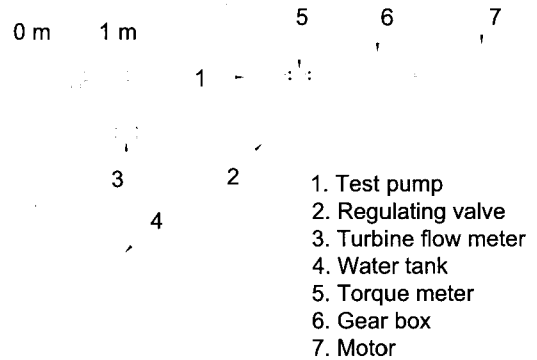 5 6 7
0 m 1 m
1
3 2
4
1. Test pump
2. Regulating valve
3. Turbine flow meter
4. Water tank
5. Torque meter
6. Gear box
7. Motor